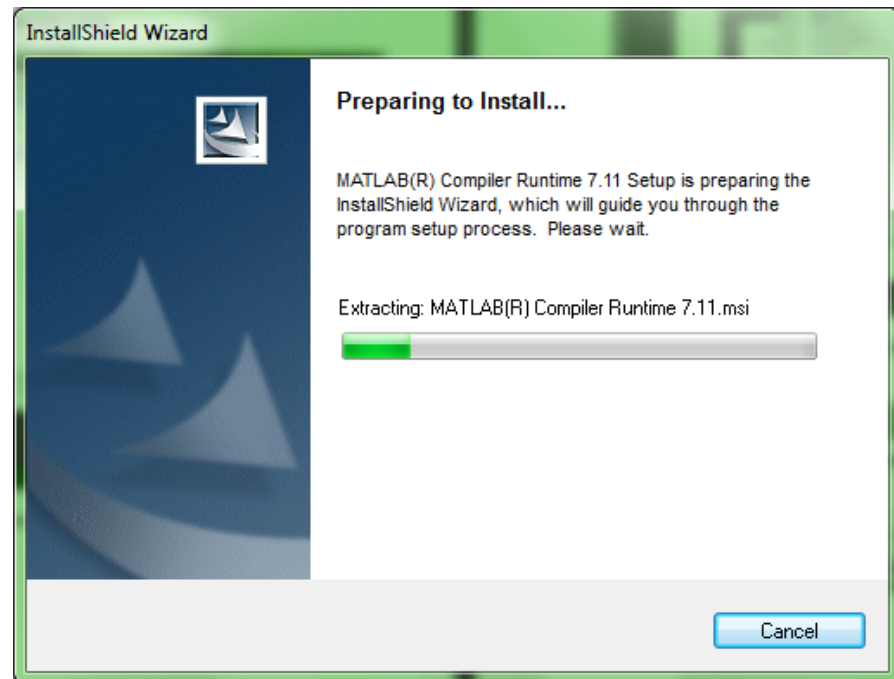 InstallShield Wizard
Preparing to Install...
MATLAB(R) Compiler Runtime 7.11 Setup is preparing the
InstallShield Wizard, which will guide you through the
program setup process.  Please wait.
Extracting: MATLAB(R) Compiler Runtime 7.11.msi
Cancel